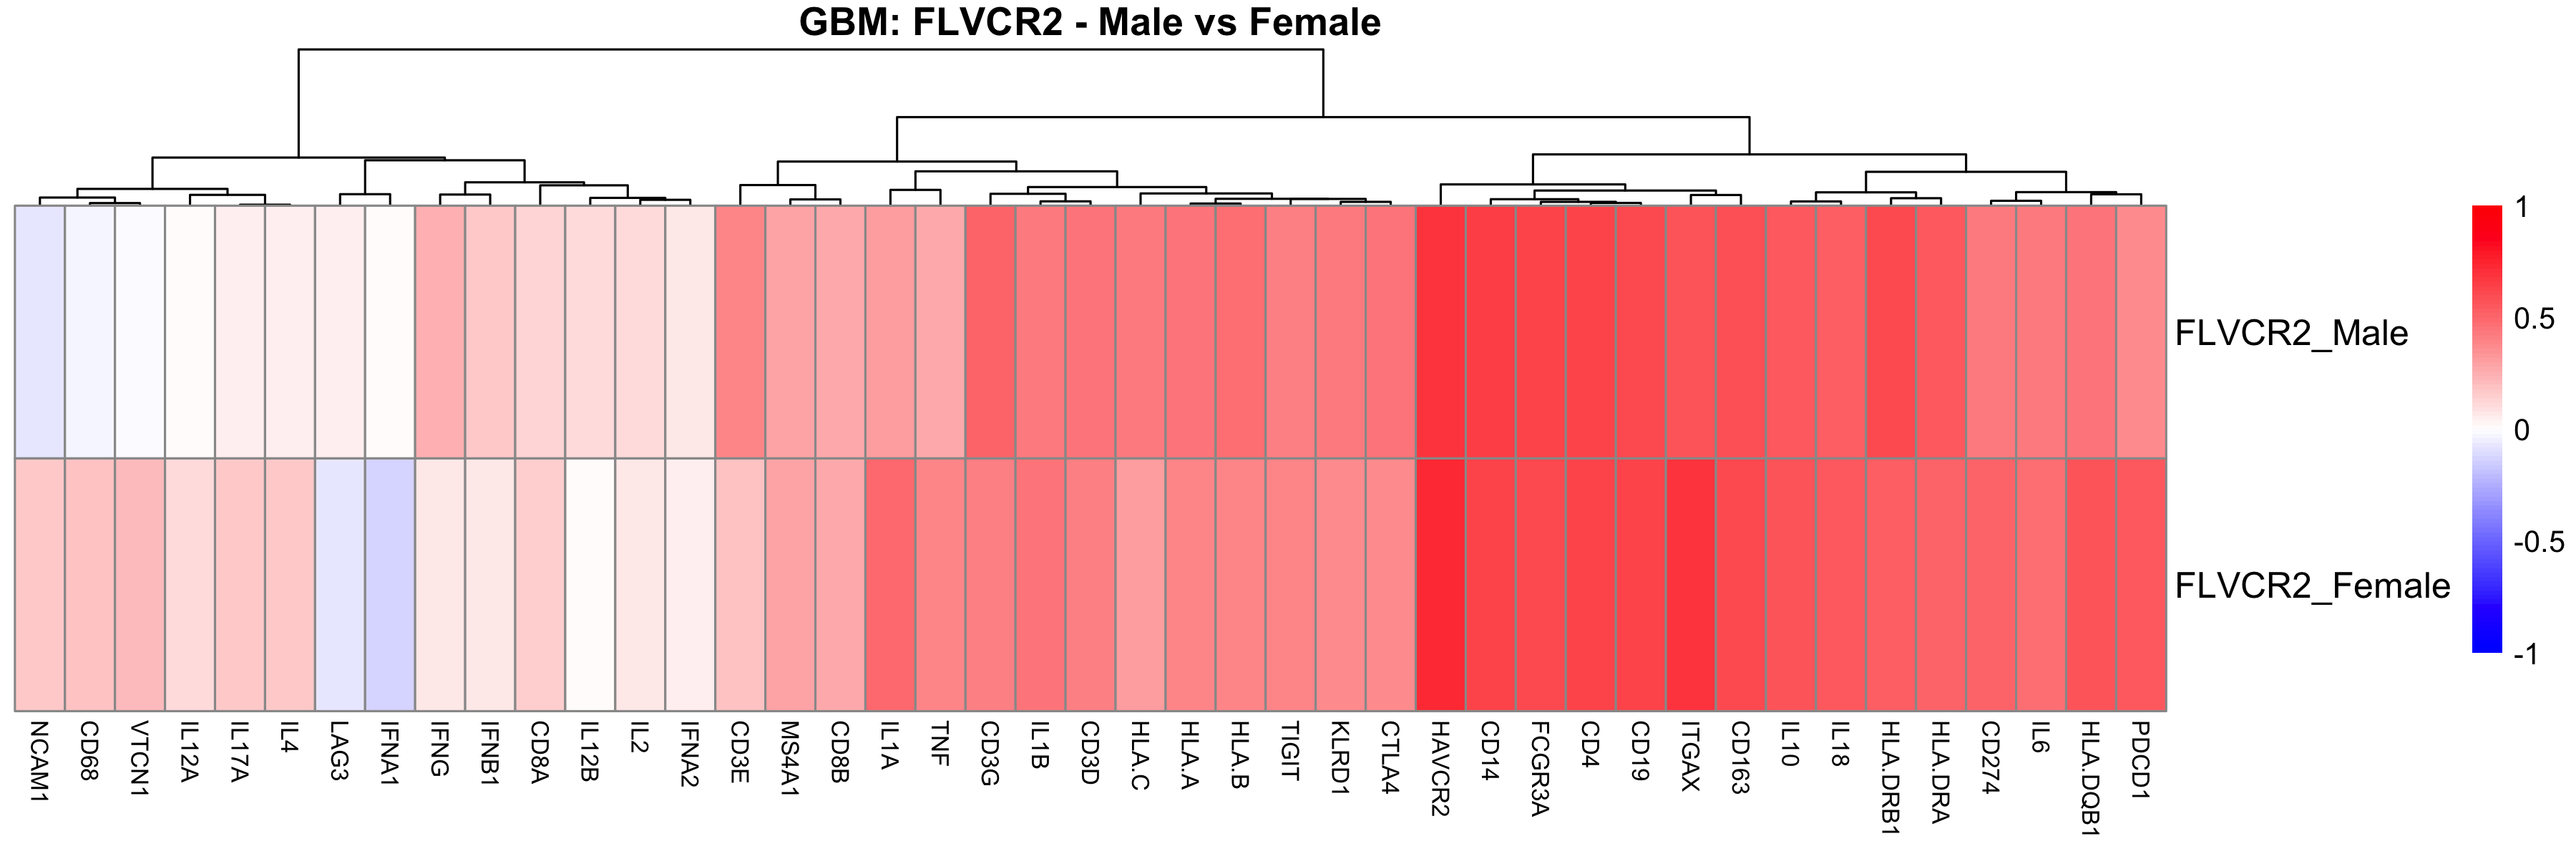 GBM: FLVCR2 - Male vs Female
1
0.5
0
-0.5
-1
FLVCR2_Male
FLVCR2_Female
NCAM1
CD68
VTCN1
IL12A
IL17A
IL4
LAG3
IFNA1
IFNG
IFNB1
CD8A
IL12B
IL2
IFNA2
CD3E
MS4A1
CD8B
IL1A
TNF
CD3G
IL1B
CD3D
HLA.C
HLA.A
HLA.B
TIGIT
KLRD1
CTLA4
HAVCR2
CD14
FCGR3A
CD4
CD19
ITGAX
CD163
IL10
IL18
HLA.DRB1
HLA.DRA
CD274
IL6
HLA.DQB1
PDCD1